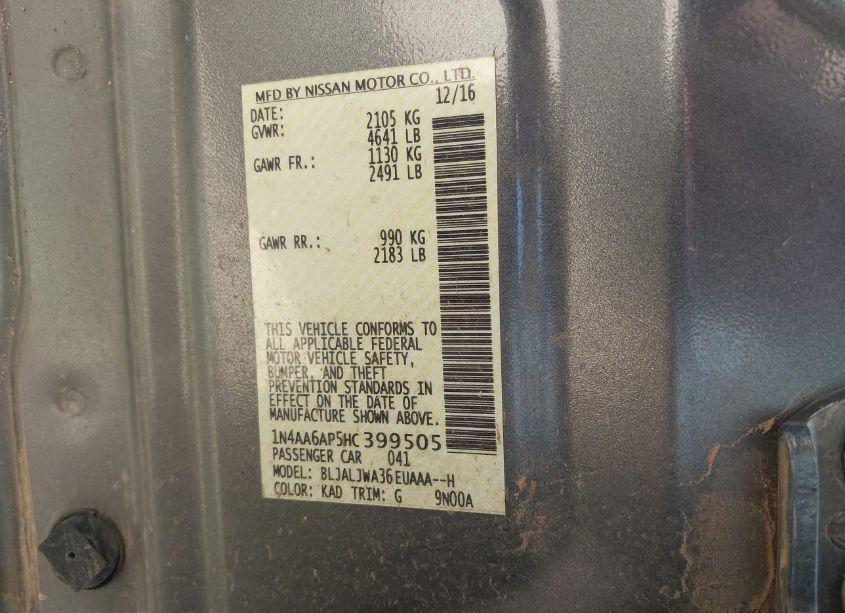 MFD BY NISSAN MOTOR CO., LTD.
DATE: 12/16
GVWR: 2105 KG
4641 LB
GAWR FR.: 1130 KG
2491 LB
GAWR RR.: 990 KG
2183 LB
THIS VEHICLE CONFORMS TO
ALL APPLICABLE FEDERAL
MOTOR VEHICLE SAFETY,
BUMPER, AND THEFT
PREVENTION STANDARDS IN
EFFECT ON THE DATE OF
MANUFACTURE SHOWN ABOVE.
1N4AA6AP5HC399505
PASSENGER CAR 041
MODEL: BLJALJWA36EUAAA--H
COLOR: KAD TRIM: G 9N00A